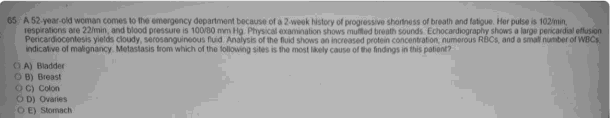 65. A 52-year-old woman comes to the emergency department because of a 2-week history of progressive shortness of breath and fatigue. Her pulse is 102/min,
respirations are 22/min, and blood pressure is 100/80 mm Hg. Physical examination shows muffled breath sounds. Echocardiography shows a large pericardial effusion
Pericardiocentesis yields cloudy, serosanguineous fluid. Analysis of the fluid shows an increased protein concentration, numerous RBCs, and a small number of WBCs
indicative of malignancy. Metastasis from which of the following sites is the most likely cause of the findings in this patient?
A) Bladder
B) Breast
C) Colon
D) Ovaries
E) Stomach